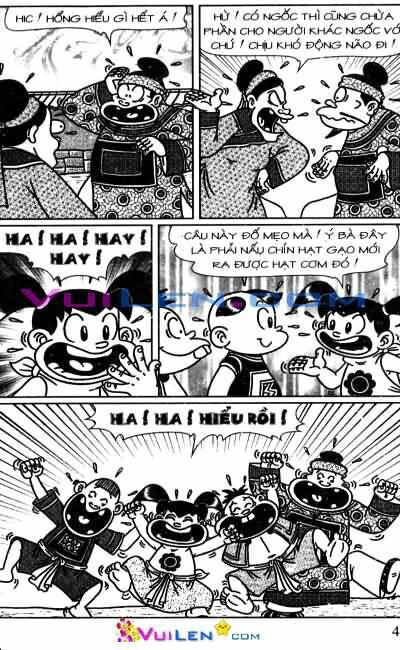 HIC! HỔNG HIỂU GÌ HẾT Á!
HỪ! CÓ NGỐC THÌ CŨNG CHỪA
PHẦN CHO NGƯỜI KHÁC NGỐC VỚI
CHỨ! CHỊU KHÓ ĐỘNG NÃO ĐI!
HA! HA! HAY!
HAY!
CÂU NÀY ĐỐ MẸO MÀ! Ý BÀ ĐÂY
LÀ PHẢI NẤU CHÍN HẠT GẠO MỚI
RA ĐƯỢC HẠT CƠM ĐÓ!
VuiLen.com
HA! HA! HIỂU RỒI!
VuiLen.com
4